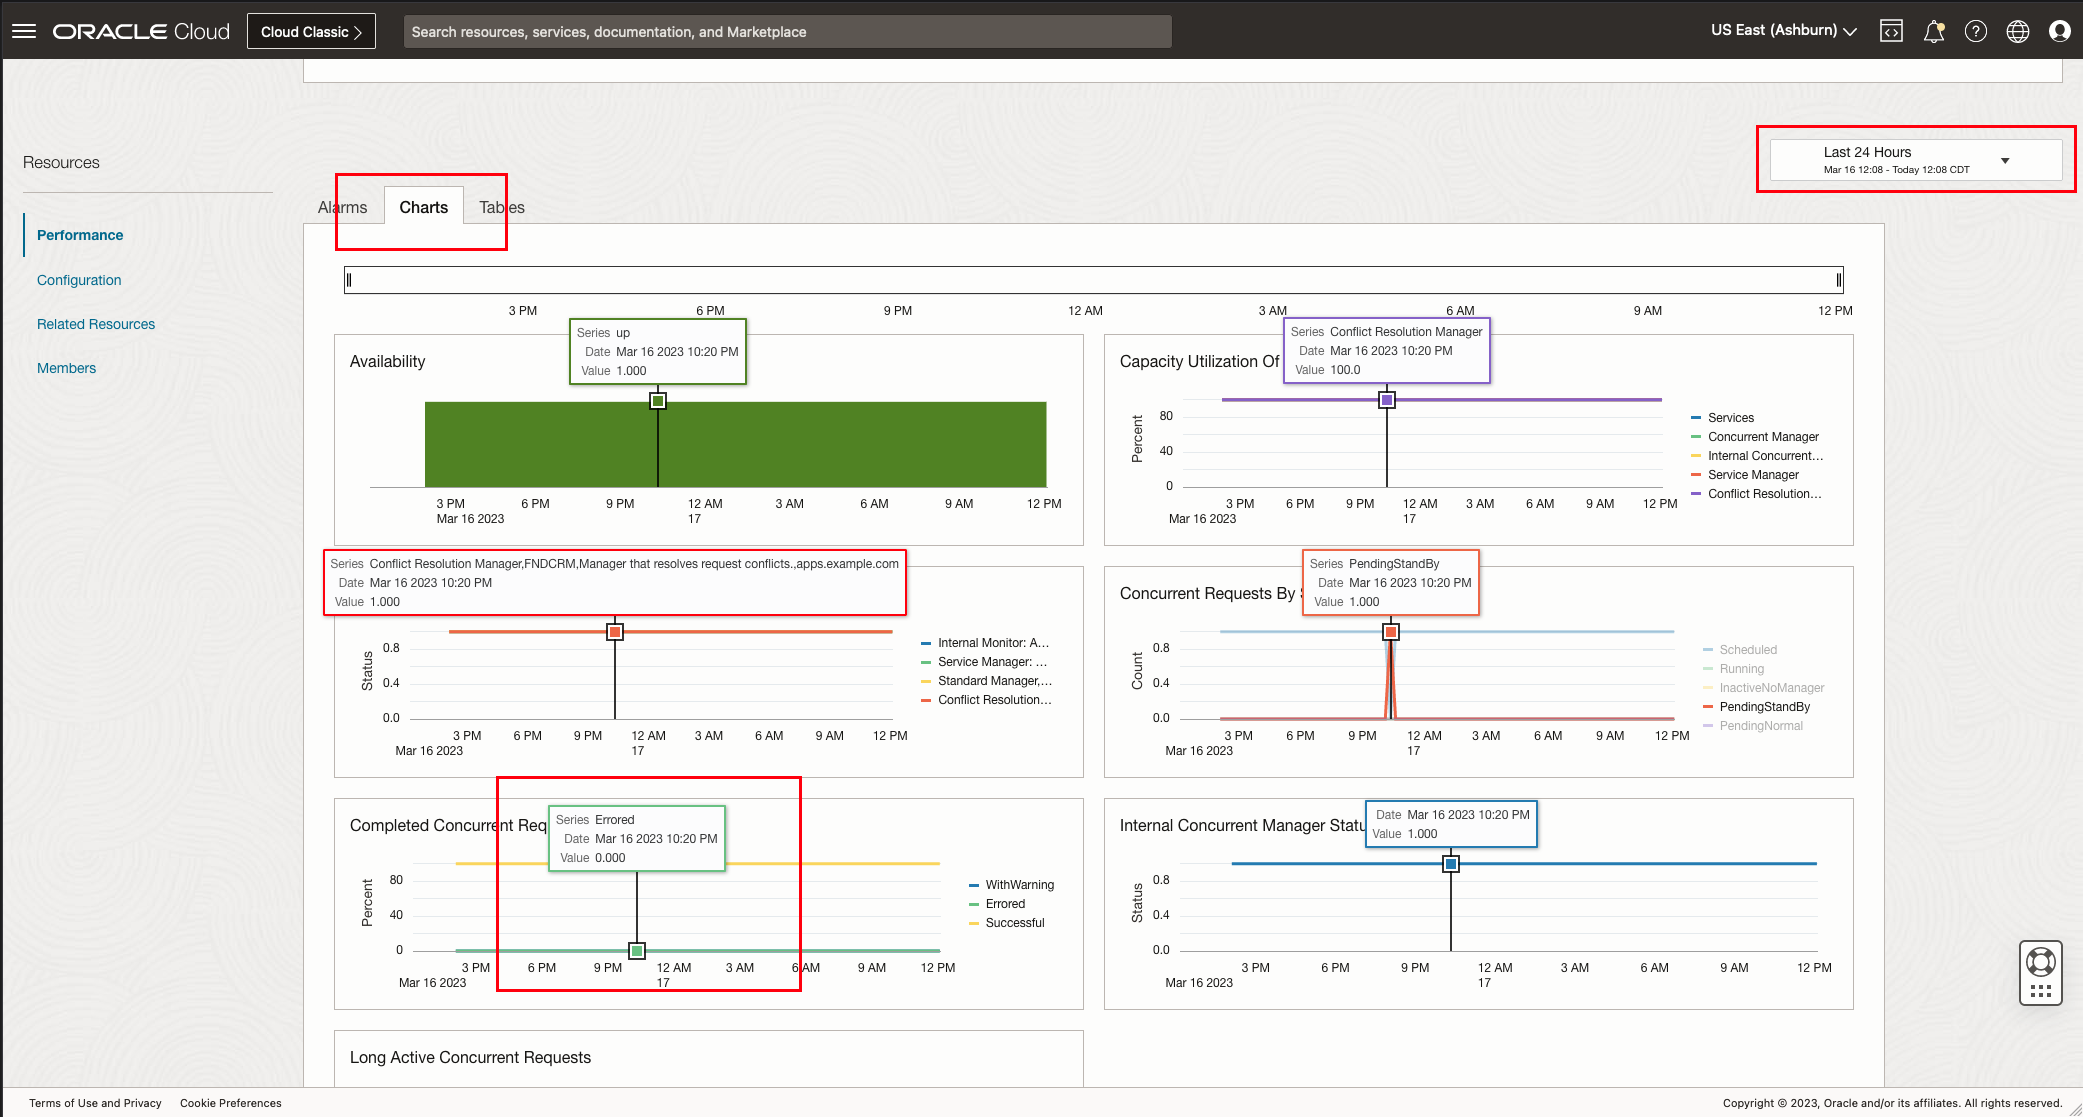 ORACLE Cloud
Cloud Classic
Search resources, services, documentation, and Marketplace
US East (Ashburn)
Resources
Performance
Configuration
Related Resources
Members
Last 24 Hours
Mar 16 12:08 - Today 12:08 CDT
Alarms
Charts
Tables
3 PM 6 PM 9 PM 12 AM 3 AM 6 AM 9 AM 12 PM
Availability
Series up
Date Mar 16 2023 10:20 PM
Value 1.000
3 PM 6 PM 9 PM 12 AM 3 AM 6 AM 9 AM 12 PM
Mar 16 2023 17
Capacity Utilization Of
Series Conflict Resolution Manager
Date Mar 16 2023 10:20 PM
Value 100.0
Percent
80
40
0
3 PM 6 PM 9 PM 12 AM 3 AM 6 AM 9 AM 12 PM
Mar 16 2023 17
Services
Concurrent Manager
Internal Concurrent...
Service Manager
Conflict Resolution...
Series Conflict Resolution Manager,FNDCRM,Manager that resolves request conflicts.,apps.example.com
Date Mar 16 2023 10:20 PM
Value 1.000
Status
0.8
0.4
0.0
3 PM 6 PM 9 PM 12 AM 3 AM 6 AM 9 AM 12 PM
Mar 16 2023 17
Internal Monitor: A...
Service Manager: ...
Standard Manager,...
Conflict Resolution...
Concurrent Requests By
Series PendingStandBy
Date Mar 16 2023 10:20 PM
Value 1.000
Count
0.8
0.4
0.0
3 PM 6 PM 9 PM 12 AM 3 AM 6 AM 9 AM 12 PM
Mar 16 2023 17
Scheduled
Running
InactiveNoManager
PendingStandBy
PendingNormal
Completed Concurrent Req
Series Errored
Date Mar 16 2023 10:20 PM
Value 0.000
Percent
80
40
0
3 PM 6 PM 9 PM 12 AM 3 AM 6 AM 9 AM 12 PM
Mar 16 2023 17
WithWarning
Errored
Successful
Internal Concurrent Manager Statu
Date Mar 16 2023 10:20 PM
Value 1.000
Status
0.8
0.4
0.0
3 PM 6 PM 9 PM 12 AM 3 AM 6 AM 9 AM 12 PM
Mar 16 2023 17
Long Active Concurrent Requests
Terms of Use and Privacy
Cookie Preferences
Copyright © 2023, Oracle and/or its affiliates. All rights reserved.